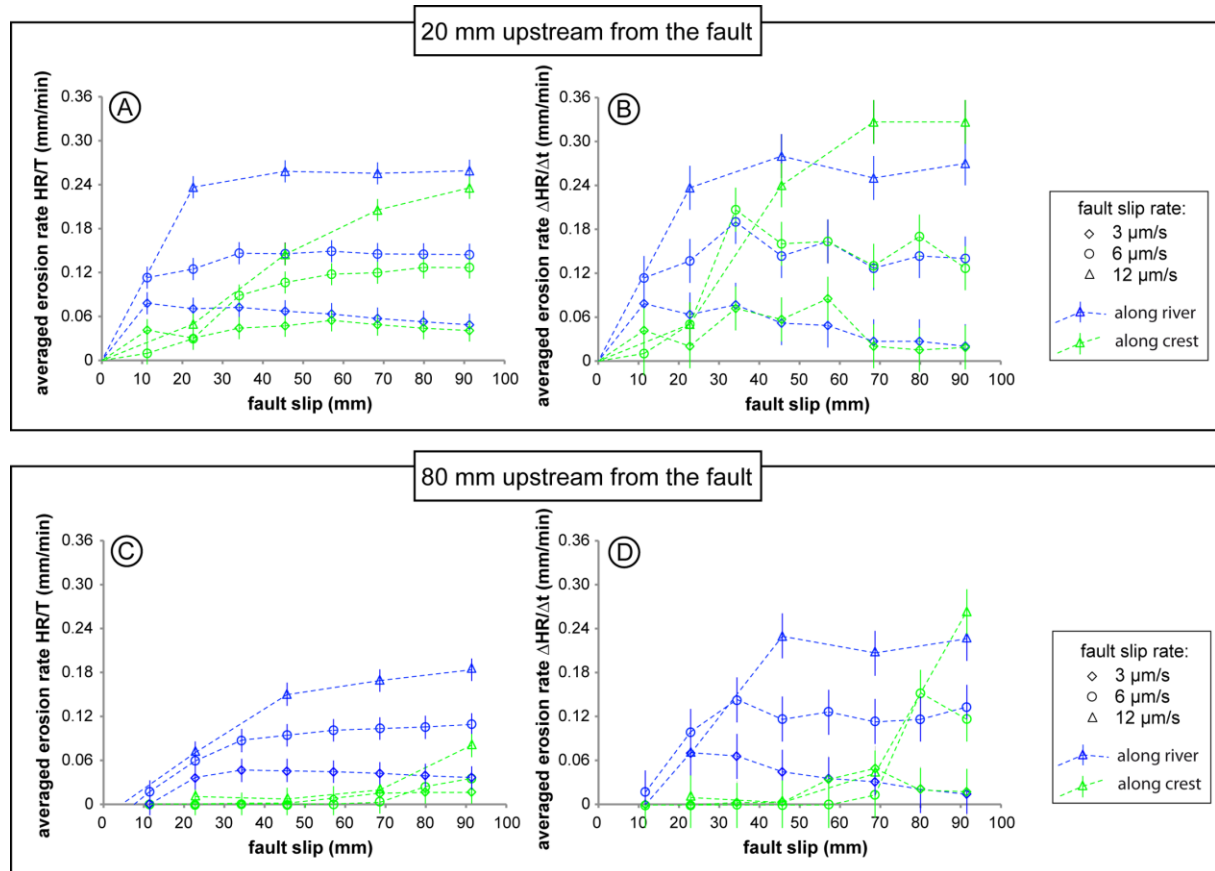 20 mm upstream from the fault
A
averaged erosion rate HR/T (mm/min)
0.36
0.30
0.24
0.18
0.12
0.06
0
0 10 20 30 40 50 60 70 80 90 100
fault slip (mm)
B
averaged erosion rate ΔHR/Δt (mm/min)
0.36
0.30
0.24
0.18
0.12
0.06
0
0 10 20 30 40 50 60 70 80 90 100
fault slip (mm)
fault slip rate:
3 μm/s
6 μm/s
12 μm/s
along river
along crest
80 mm upstream from the fault
C
averaged erosion rate HR/T (mm/min)
0.36
0.30
0.24
0.18
0.12
0.06
0
0 10 20 30 40 50 60 70 80 90 100
fault slip (mm)
D
averaged erosion rate ΔHR/Δt (mm/min)
0.36
0.30
0.24
0.18
0.12
0.06
0
0 10 20 30 40 50 60 70 80 90 100
fault slip (mm)
fault slip rate:
3 μm/s
6 μm/s
12 μm/s
along river
along crest